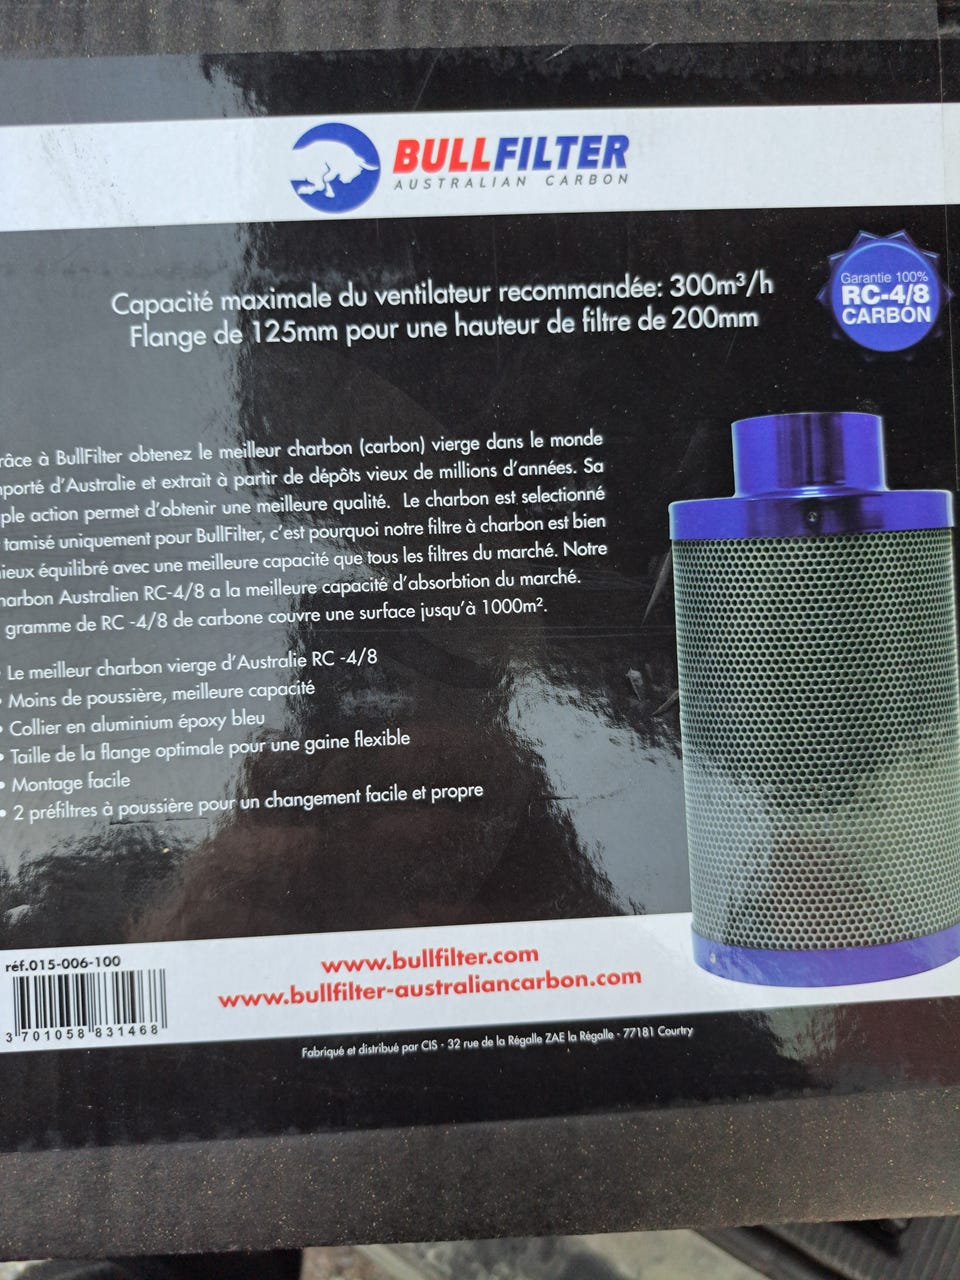 BULLFILTER
AUSTRALIAN CARBON
Capacité maximale du ventilateur recommandée: 300m³/h
Flange de 125mm pour une hauteur de filtre de 200mm
Garantie 100%
RC-4/8
CARBON
râce à BullFilter obtenez le meilleur charbon (carbon) vierge dans le monde
mporté d'Australie et extrait à partir de dépôts vieux de millions d'années. Sa
ple action permet d'obtenir une meilleure qualité. Le charbon est selectionné
tamisé uniquement pour BullFilter, c'est pourquoi notre filtre à charbon est bien
ieux équilibré avec une meilleure capacité que tous les filtres du marché. Notre
harbon Australien RC-4/8 a la meilleure capacité d'absorbtion du marché.
gramme de RC -4/8 de carbone couvre une surface jusqu'à 1000m².
Le meilleur charbon vierge d'Australie RC -4/8
• Moins de poussière, meilleure capacité
• Collier en aluminium époxy bleu
• Taille de la flange optimale pour une gaine flexible
• Montage facile
• 2 préfiltres à poussière pour un changement facile et propre
réf.015-006-100
3 701058 831468
www.bullfilter.com
www.bullfilter-australiancarbon.com
Fabriqué et distribué par CIS - 32 rue de la Régalle ZAE la Régalle - 77181 Courtry